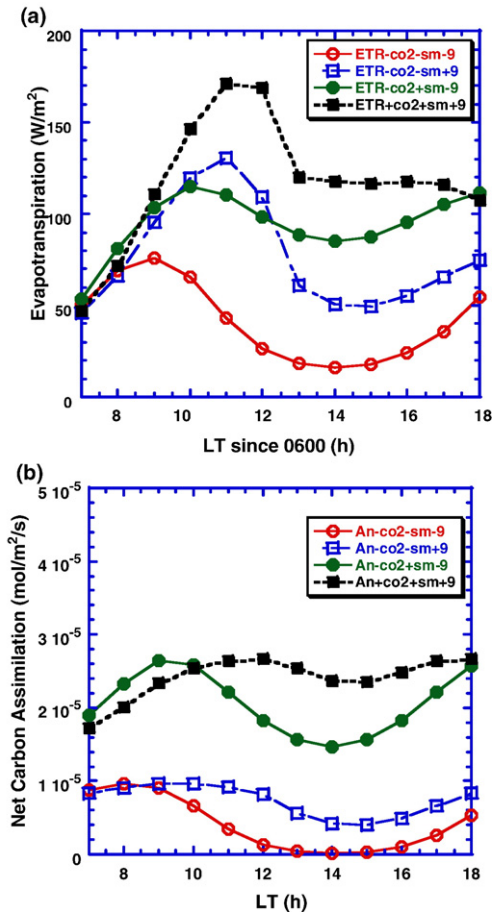 (a)
200
150
100
50
0
Evapotranspiration (W/m²)
ETR-co2-sm-9
ETR-co2-sm+9
ETR-co2+sm-9
ETR+co2+sm+9
8 10 12 14 16 18
LT since 0600 (h)
(b)
5 10⁻⁵
4 10⁻⁵
3 10⁻⁵
2 10⁻⁵
1 10⁻⁵
0
Net Carbon Assimilation (mol/m²/s)
An-co2-sm-9
An-co2-sm+9
An-co2+sm-9
An+co2+sm+9
8 10 12 14 16 18
LT (h)